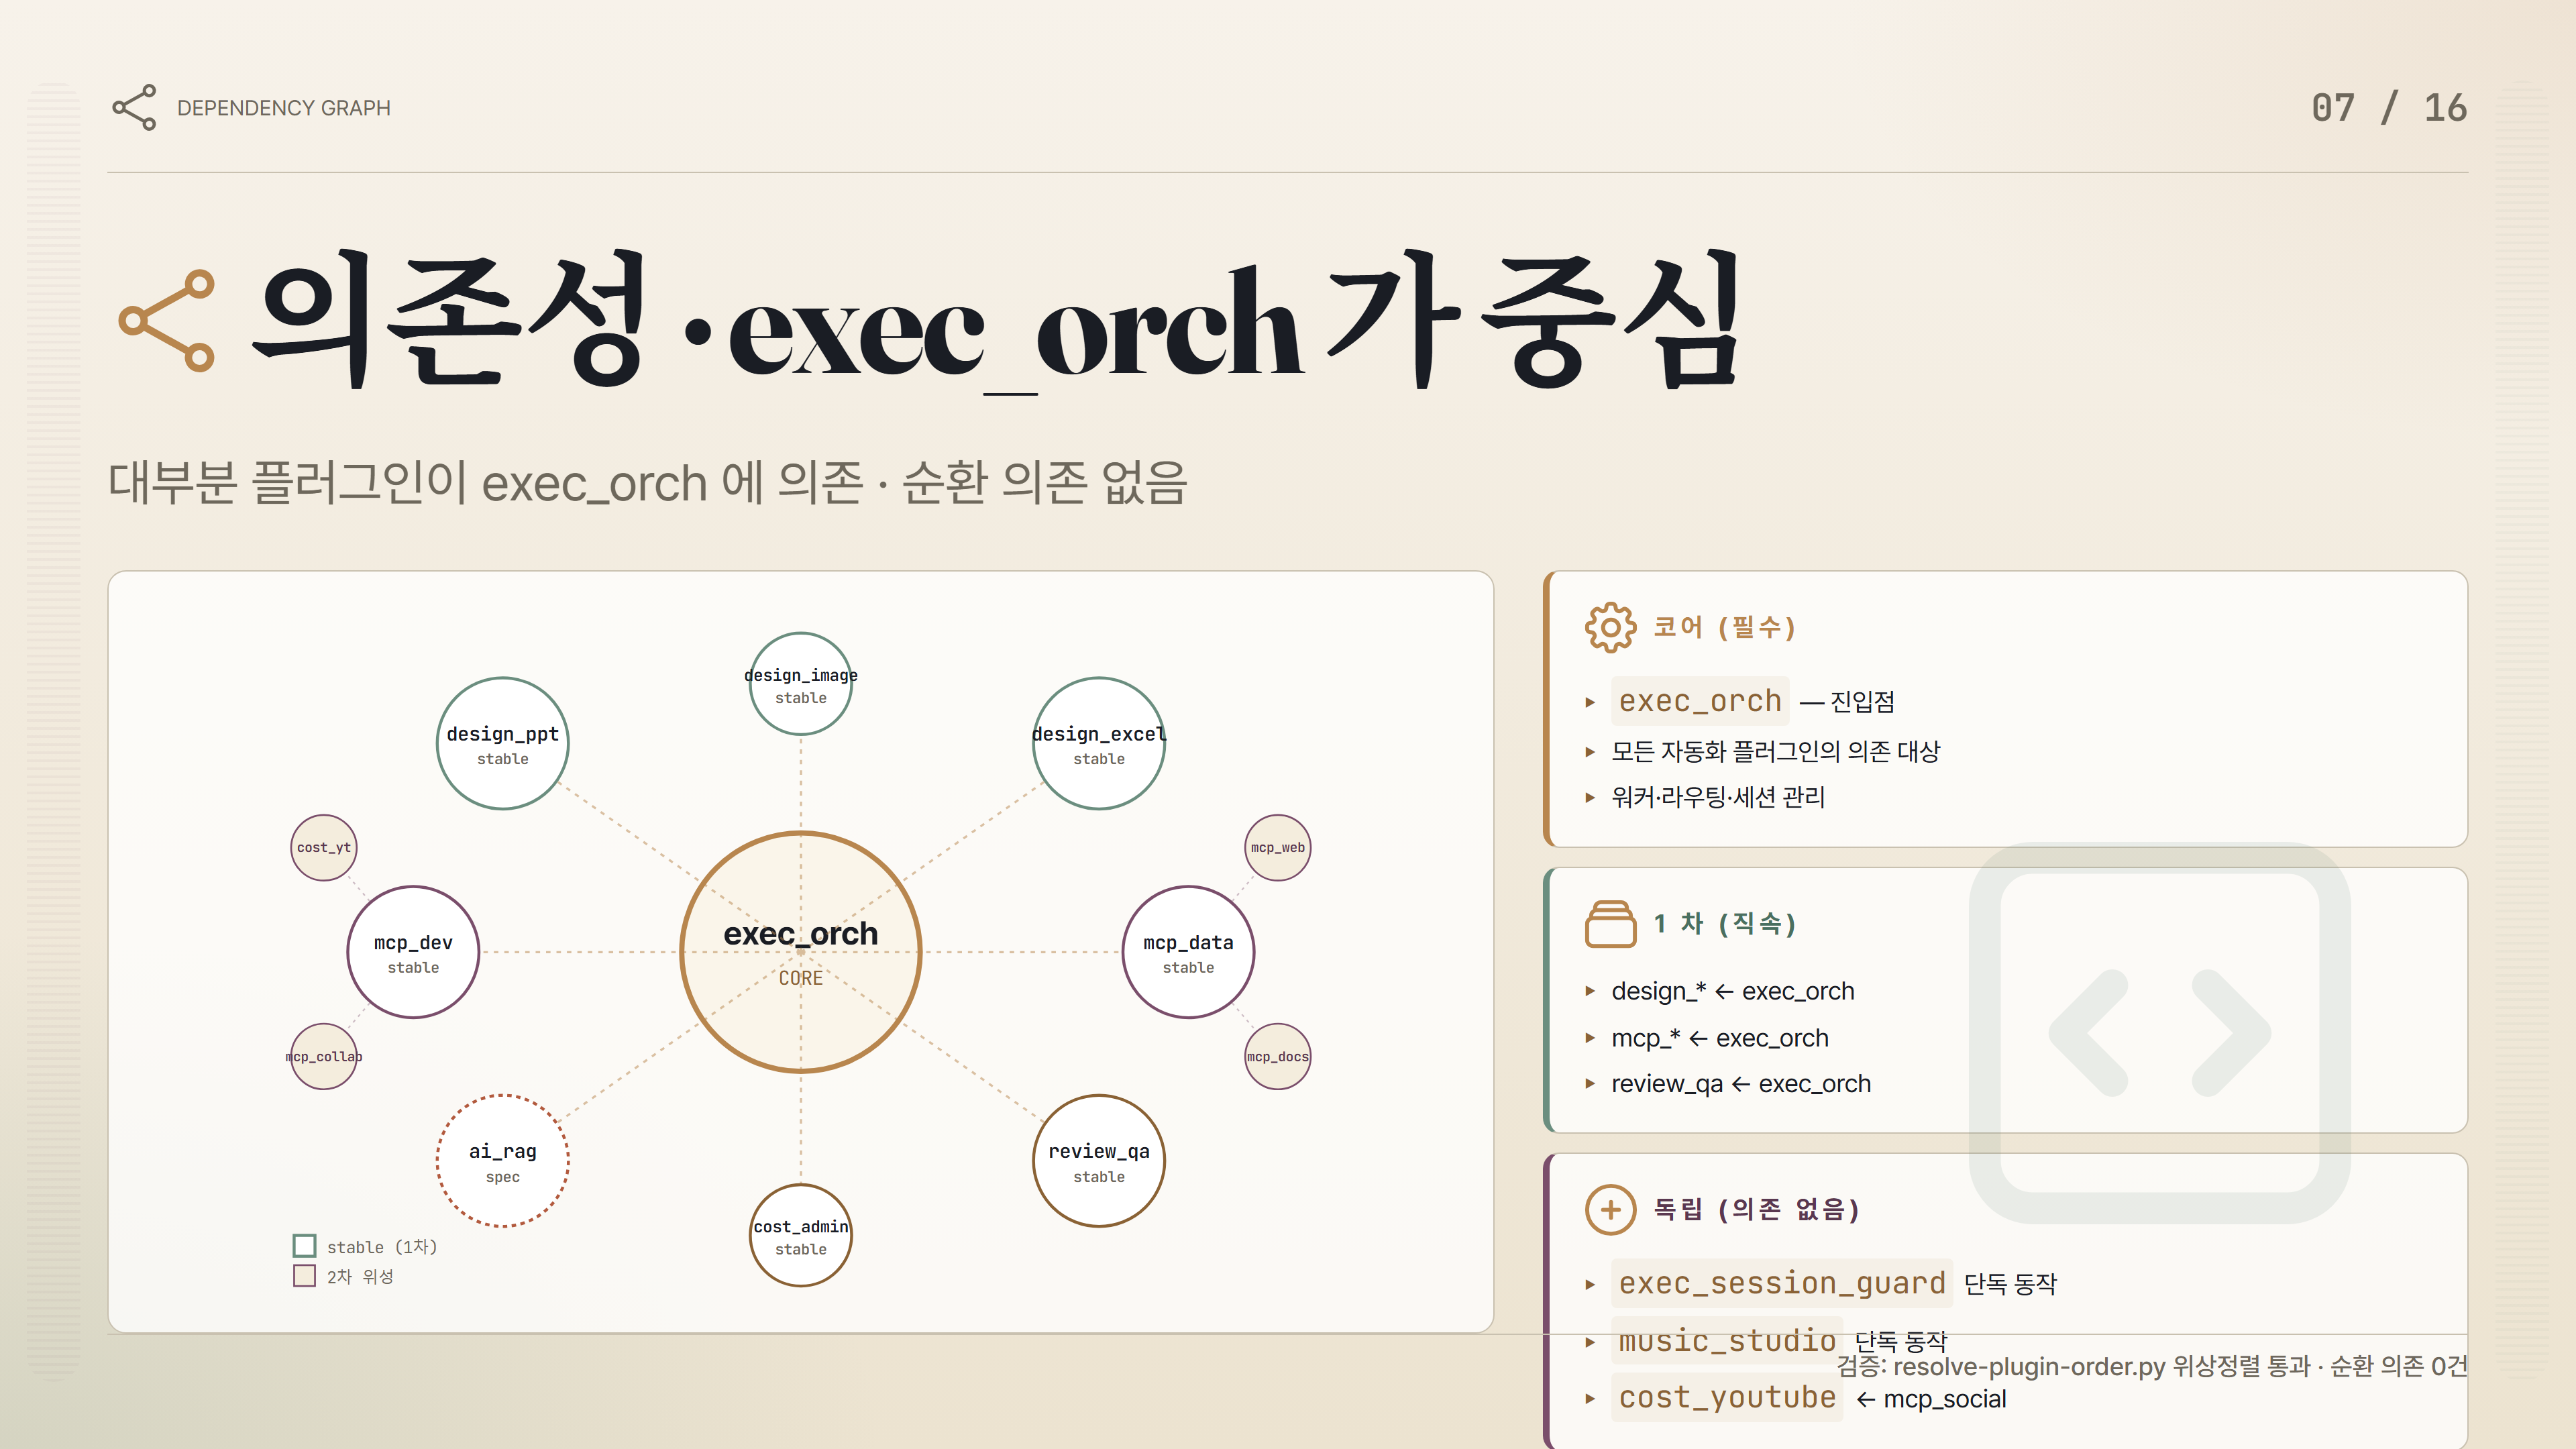 DEPENDENCY GRAPH
07 / 16
의존성 · exec_orch 가 중심
대부분 플러그인이 exec_orch 에 의존 · 순환 의존 없음
design_image
stable
design_ppt
stable
design_excel
stable
cost_yt
mcp_web
mcp_dev
stable
exec_orch
CORE
mcp_data
stable
mcp_collab
mcp_docs
ai_rag
spec
review_qa
stable
cost_admin
stable
stable (1차)
2차 위성
코어 (필수)
▸ exec_orch — 진입점
▸ 모든 자동화 플러그인의 의존 대상
▸ 워커·라우팅·세션 관리
1 차 (직속)
▸ design_* ← exec_orch
▸ mcp_* ← exec_orch
▸ review_qa ← exec_orch
독립 (의존 없음)
▸ exec_session_guard 단독 동작
▸ music_studio 단독 동작
▸ cost_youtube ← mcp_social
검증: resolve-plugin-order.py 위상정렬 통과 · 순환 의존 0건